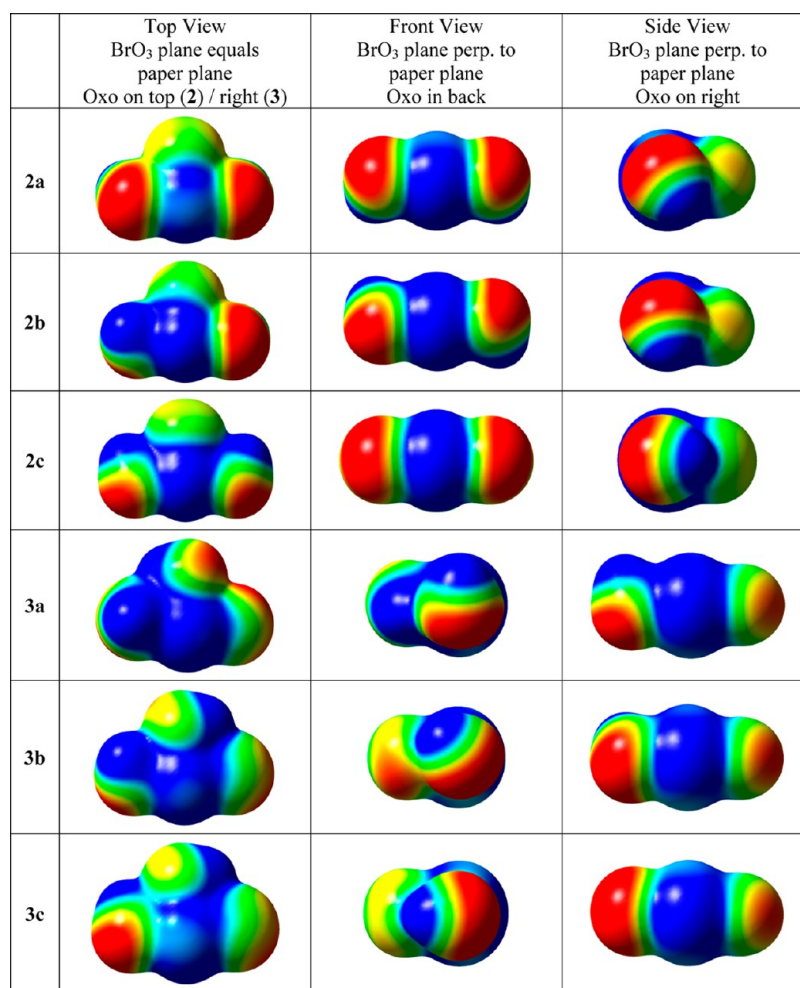 Top View
BrO3 plane equals
paper plane
Oxo on top (2) / right (3)
Front View
BrO3 plane perp. to
paper plane
Oxo in back
Side View
BrO3 plane perp. to
paper plane
Oxo on right
2a
2b
2c
3a
3b
3c